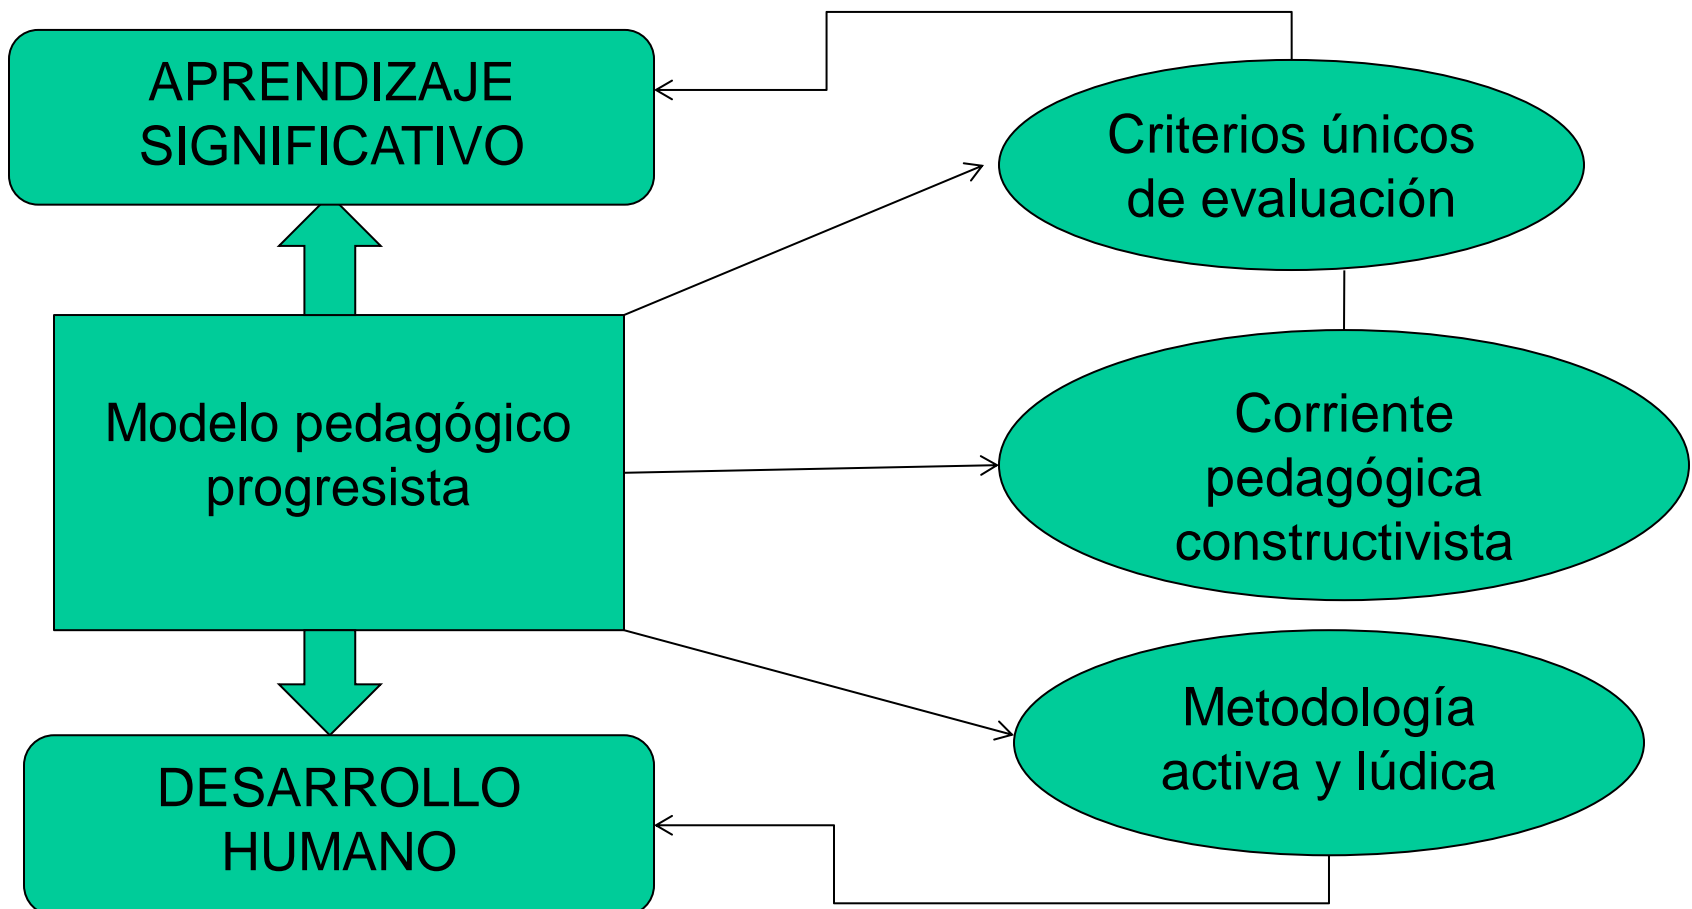 APRENDIZAJE
SIGNIFICATIVO
Criterios únicos
de evaluación
Modelo pedagógico
progresista
Corriente
pedagógica
constructivista
Metodología
activa y lúdica
DESARROLLO
HUMANO